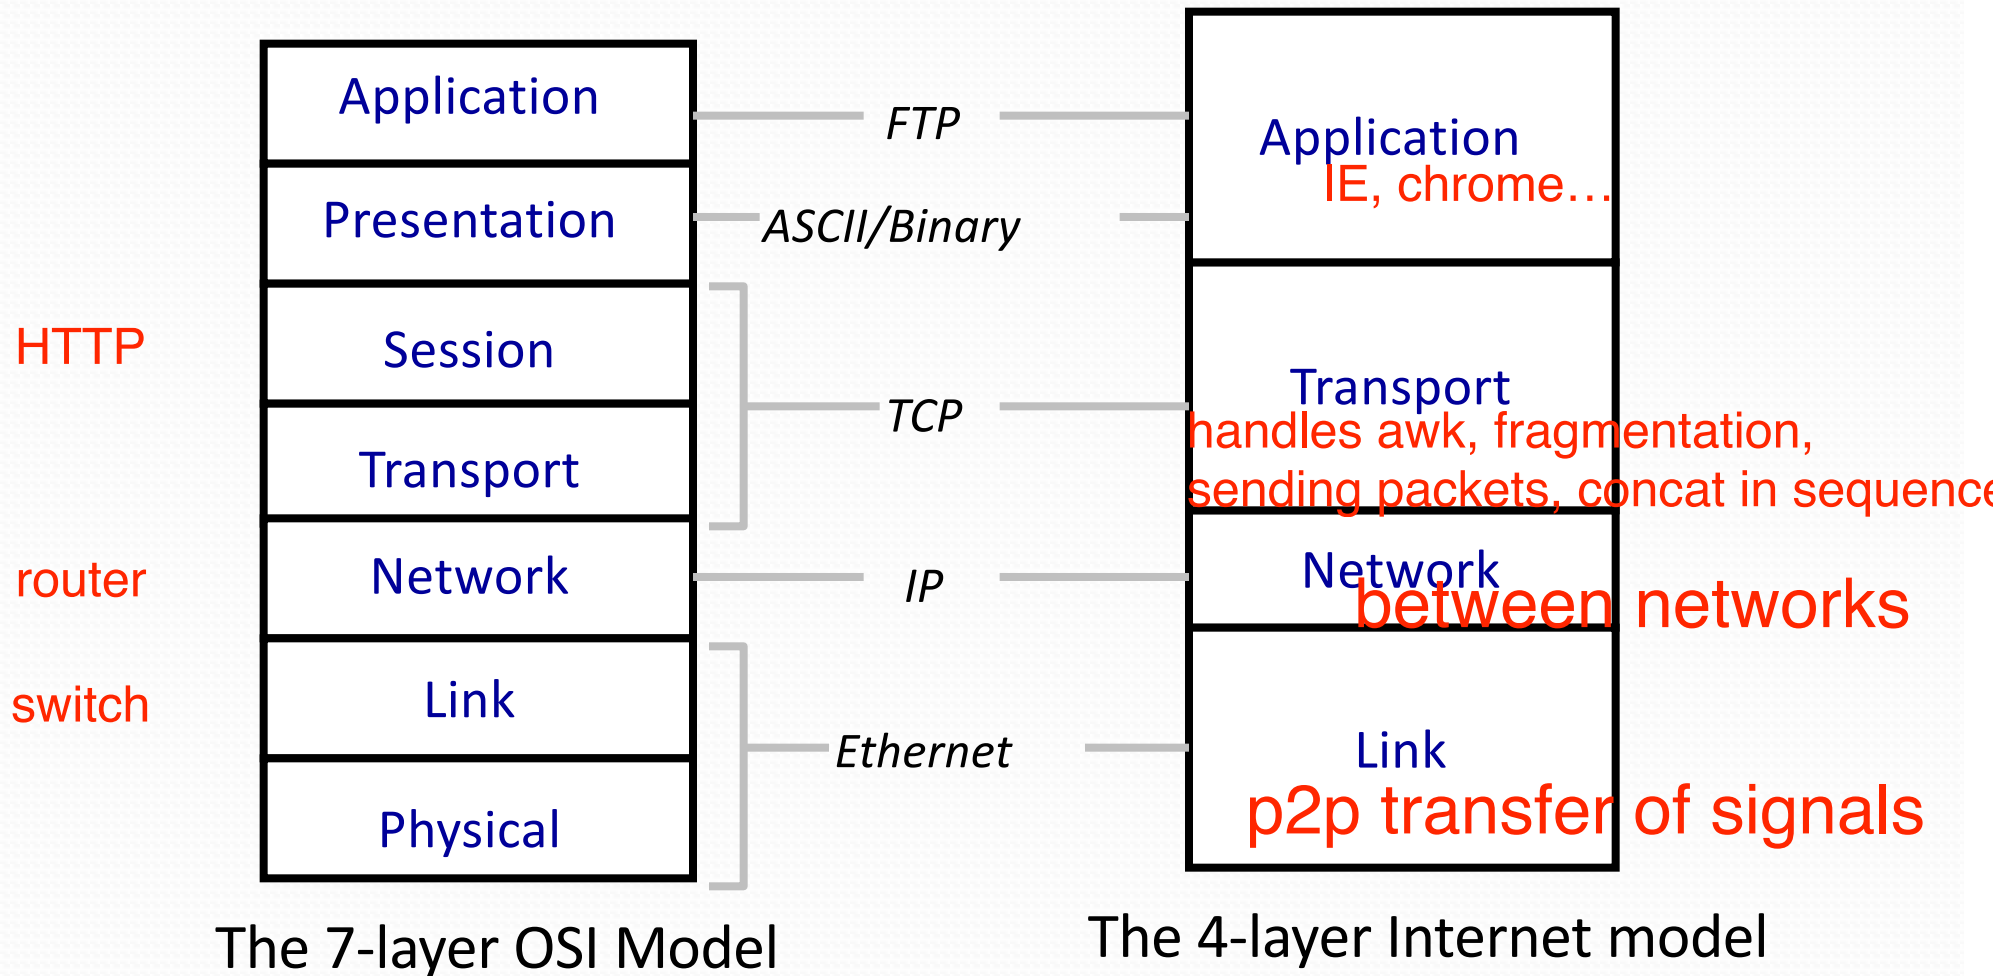 Application
Presentation
HTTP
Session
Transport
router
Network
switch
Link
Physical
The 7-layer OSI Model
FTP
ASCII/Binary
TCP
IP
Ethernet
Application
IE, chrome…
Transport
handles awk, fragmentation,
sending packets, concat in sequence
Network
between networks
Link
p2p transfer of signals
The 4-layer Internet model